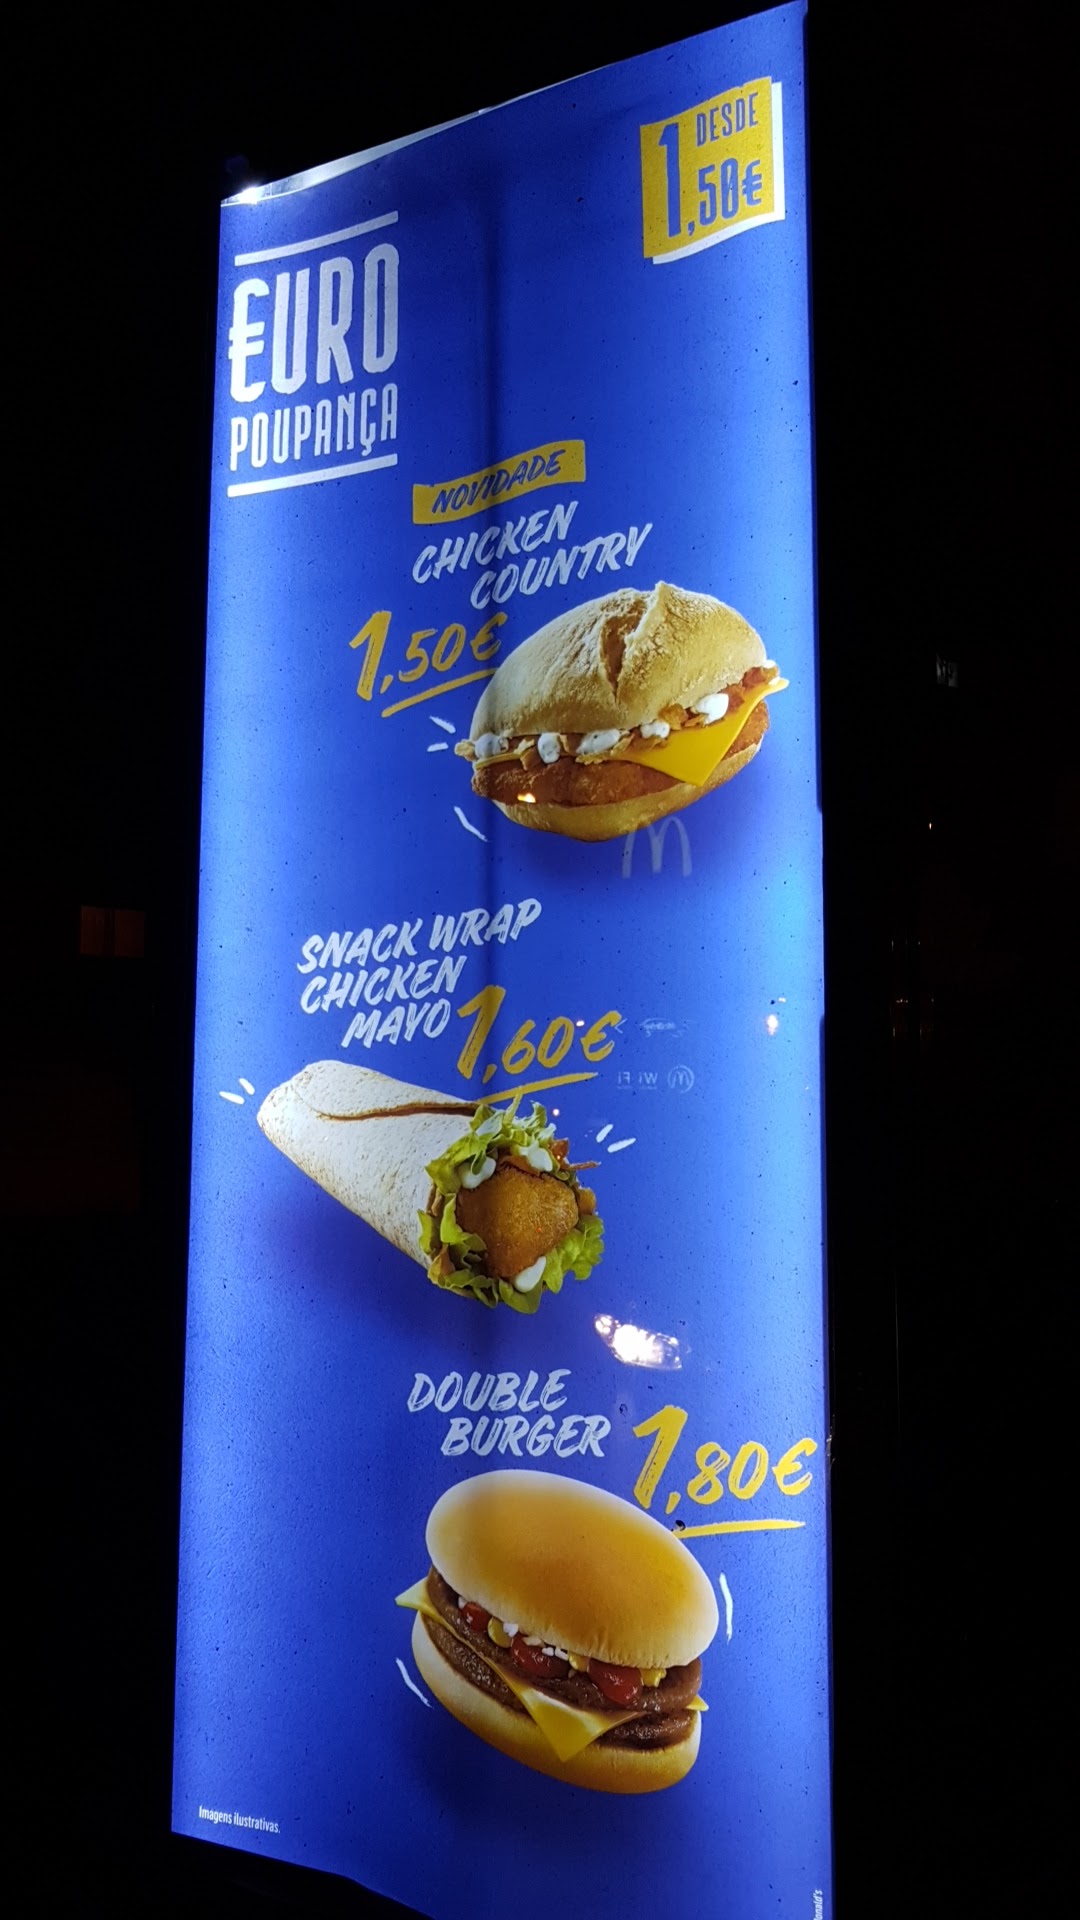 1 DESDE
,50€
€URO
POUPANÇA
NOVIDADE
CHICKEN
COUNTRY
1,50€
SNACK WRAP
CHICKEN
MAYO
1,60€
WiFi
DOUBLE
BURGER
1,80€
Imagens ilustrativas.